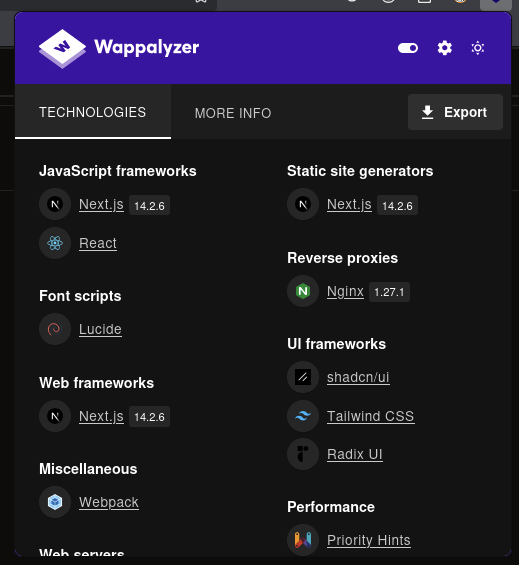 Wappalyzer
TECHNOLOGIES
MORE INFO
Export
JavaScript frameworks
Next.js 14.2.6
React
Font scripts
Lucide
Web frameworks
Next.js 14.2.6
Miscellaneous
Webpack
Web servers
Static site generators
Next.js 14.2.6
Reverse proxies
Nginx 1.27.1
UI frameworks
shadcn/ui
Tailwind CSS
Radix UI
Performance
Priority Hints